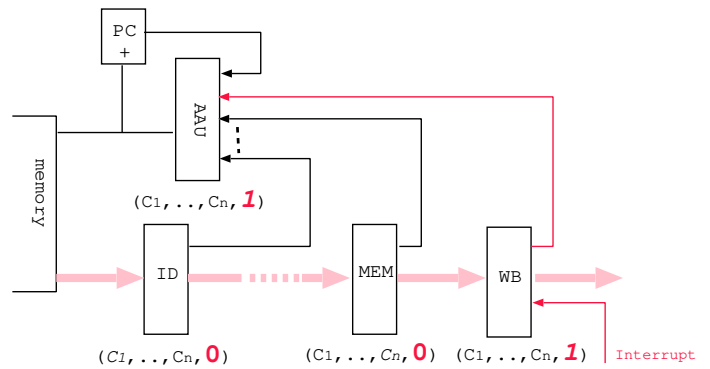 PC
+
AAU
memory
(C1,..,Cn,1)
ID
MEM
WB
(C1,..,Cn,0)
(C1,..,Cn,0)
(C1,..,Cn,1)
Interrupt